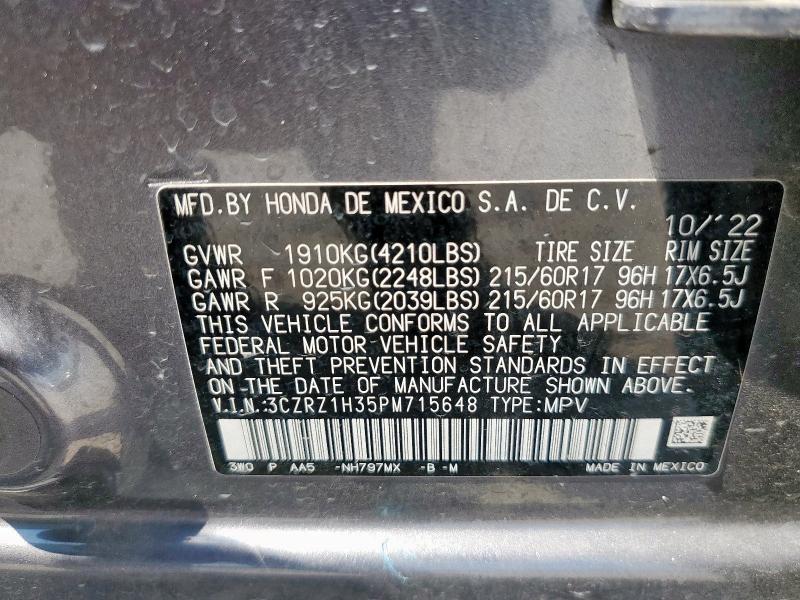 MFD.BY HONDA DE MEXICO S.A. DE C.V.
10/'22
GVWR 1910KG(4210LBS) TIRE SIZE RIM SIZE
GAWR F 1020KG(2248LBS) 215/60R17 96H 17X6.5J
GAWR R 925KG(2039LBS) 215/60R17 96H 17X6.5J
THIS VEHICLE CONFORMS TO ALL APPLICABLE
FEDERAL MOTOR VEHICLE SAFETY
AND THEFT PREVENTION STANDARDS IN EFFECT
ON THE DATE OF MANUFACTURE SHOWN ABOVE.
V.I.N.:3CZRZ1H35PM715648 TYPE:MPV
3W0 P AA5 -NH797MX -B -M MADE IN MEXICO